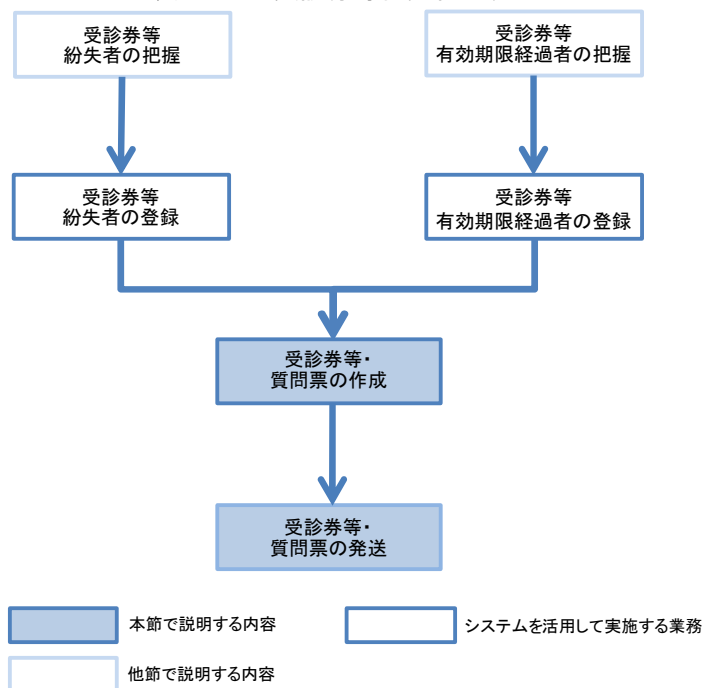 受診券等
紛失者の把握
受診券等
有効期限経過者の把握
受診券等
紛失者の登録
受診券等
有効期限経過者の登録
受診券等・
質問票の作成
受診券等・
質問票の発送
本節で説明する内容
システムを活用して実施する業務
他節で説明する内容